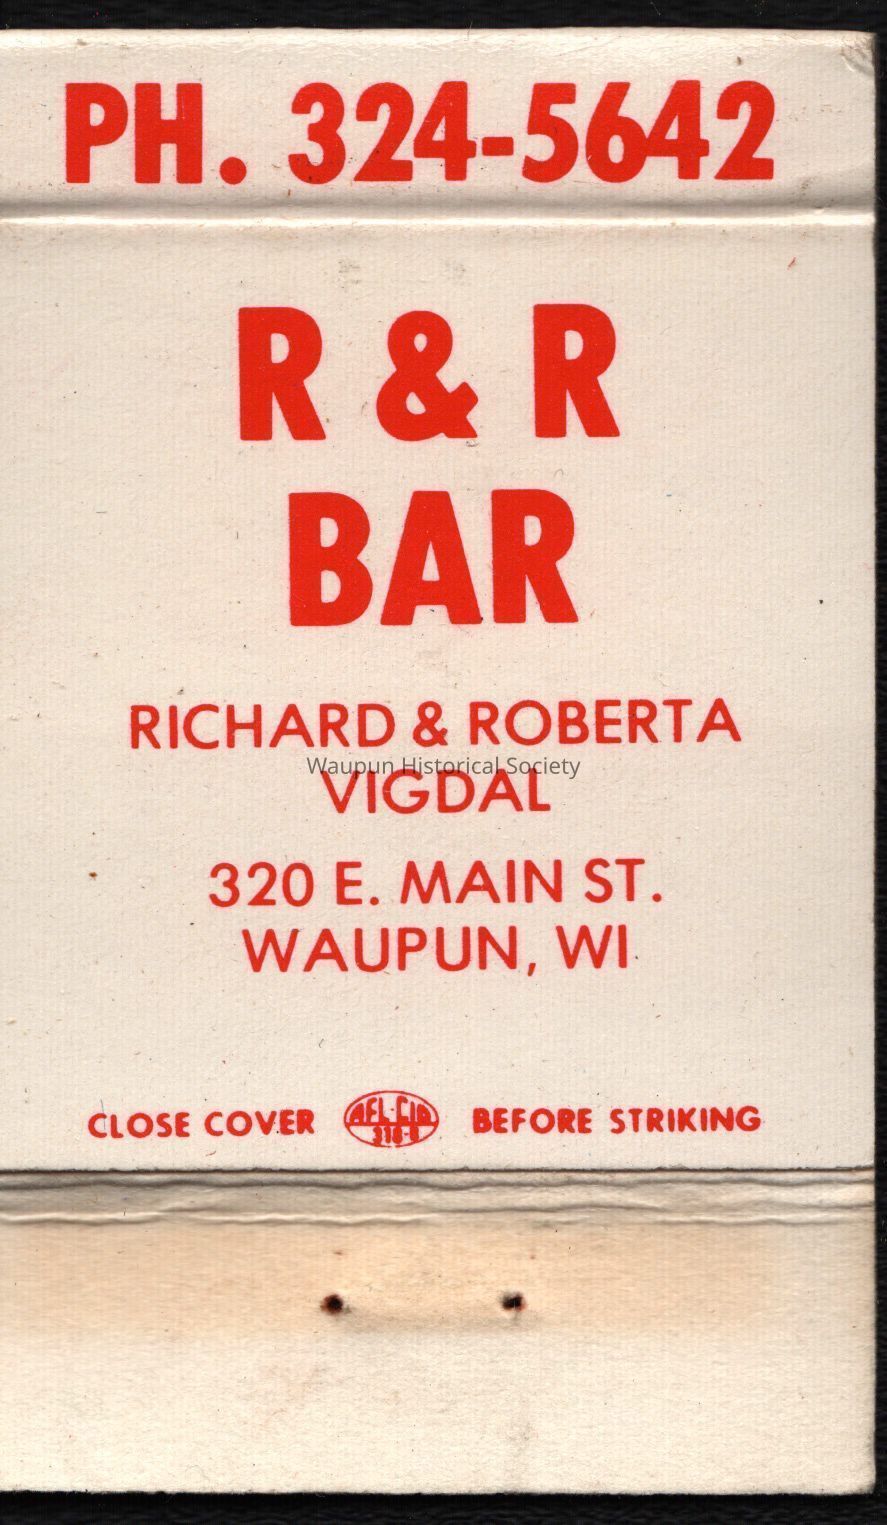 PH. 324-5642
R & R
BAR
RICHARD & ROBERTA
Waupun Historical Society
VIGDAL
320 E. MAIN ST.
WAUPUN, WI
CLOSE COVER AFL-CIO BEFORE STRIKING